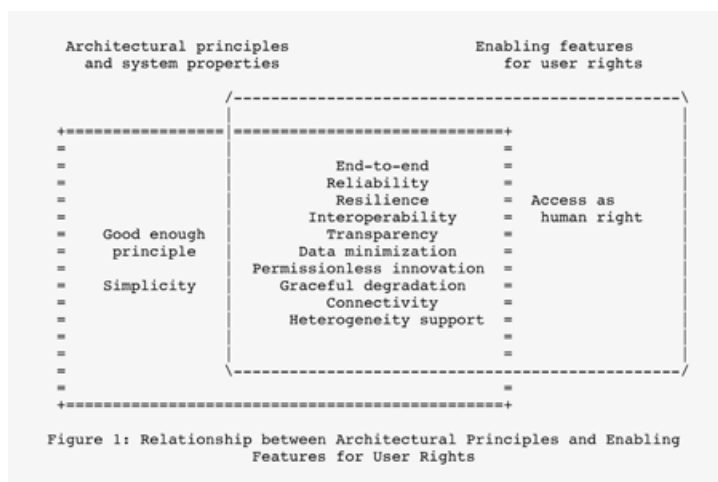 Architectural principles Enabling features
and system properties for user rights
End-to-end
Reliability
Resilience = Access as
Interoperability = human right
Good enough Transparency
principle Data minimization
Permissionless innovation
Simplicity Graceful degradation
Connectivity
Heterogeneity support
Figure 1: Relationship between Architectural Principles and Enabling
Features for User Rights